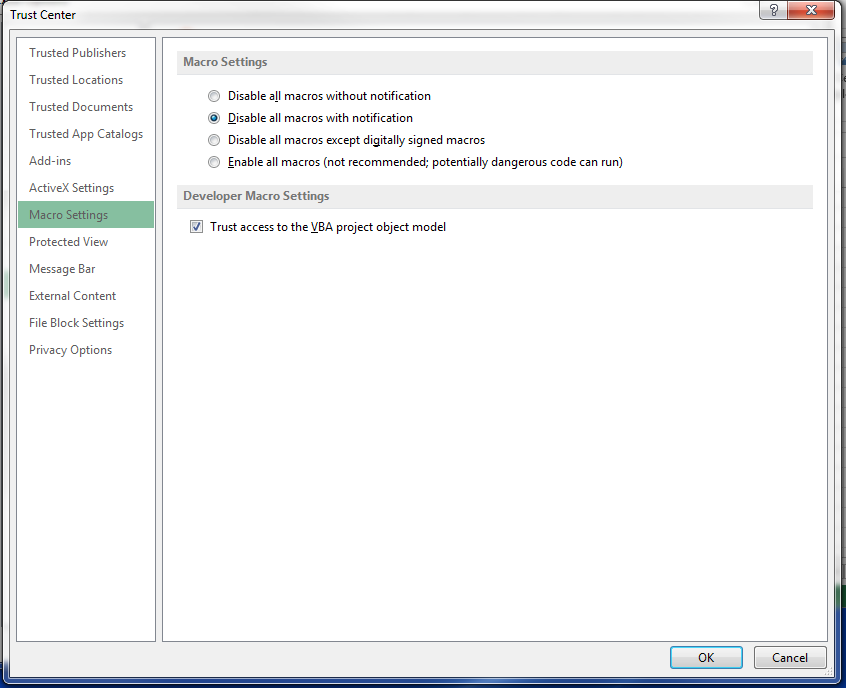 Trust Center
Trusted Publishers
Trusted Locations
Trusted Documents
Trusted App Catalogs
Add-ins
ActiveX Settings
Macro Settings
Protected View
Message Bar
External Content
File Block Settings
Privacy Options
Macro Settings
Disable all macros without notification
Disable all macros with notification
Disable all macros except digitally signed macros
Enable all macros (not recommended; potentially dangerous code can run)
Developer Macro Settings
Trust access to the VBA project object model
OK
Cancel